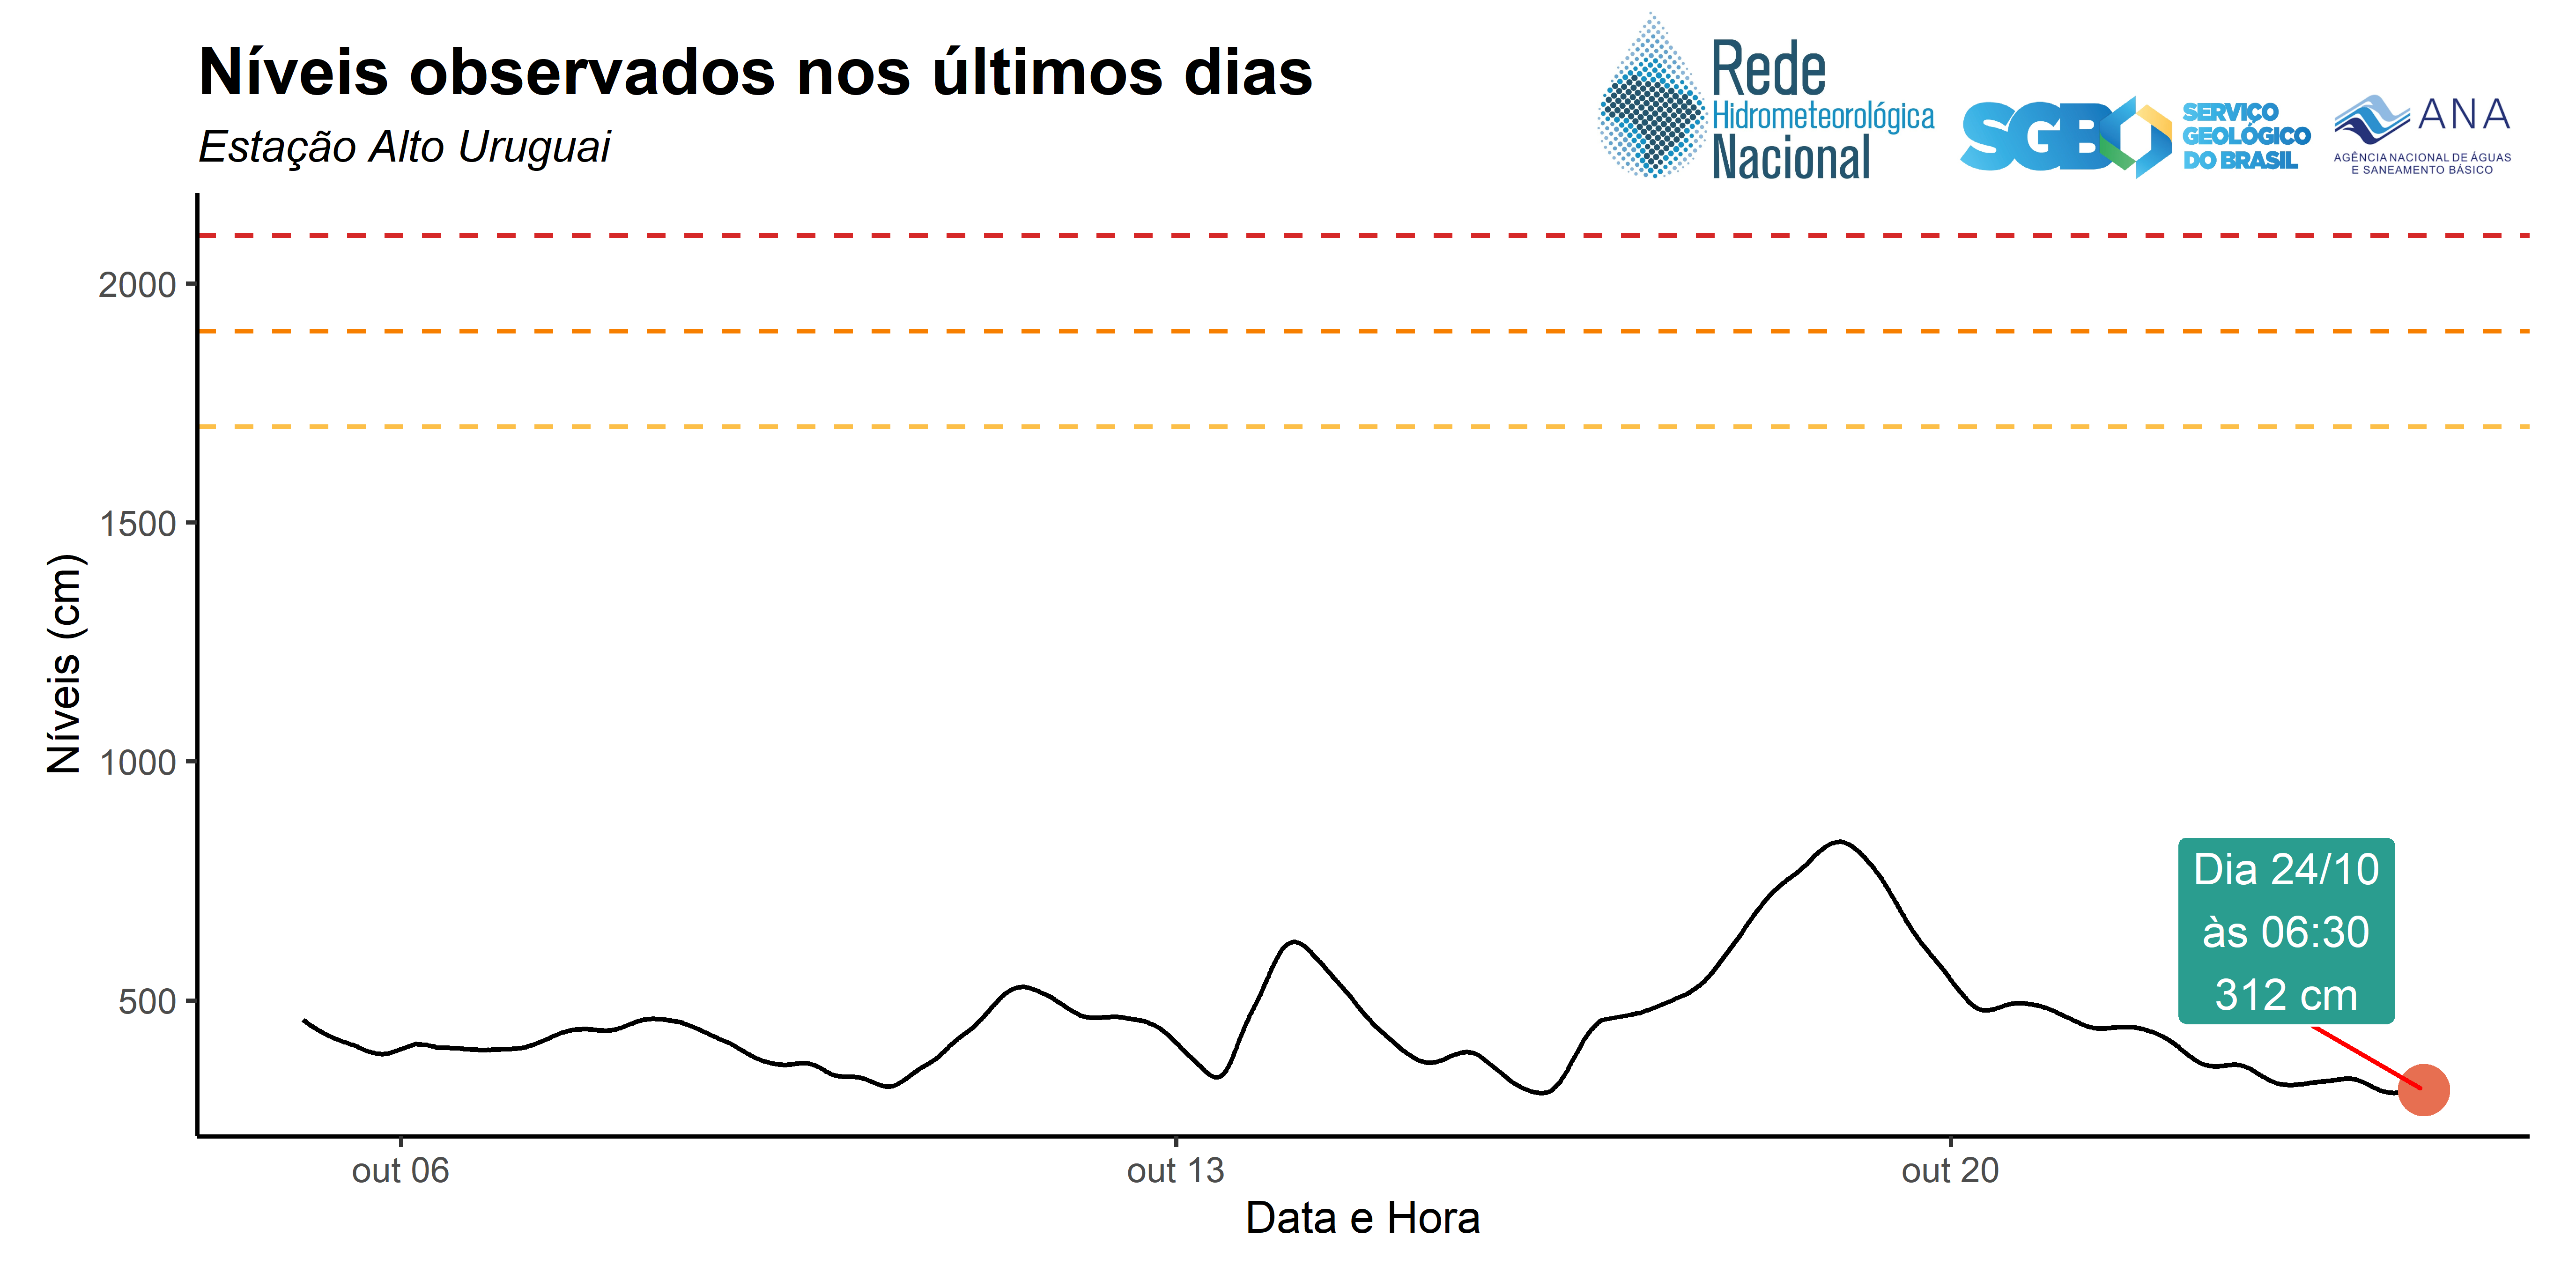 Níveis observados nos últimos dias
Estação Alto Uruguai
Rede
Hidrometeorológica
Nacional
SGB
SERVIÇO
GEOLÓGICO
DO BRASIL
ANA
AGÊNCIA NACIONAL DE ÁGUAS
E SANEAMENTO BÁSICO
Níveis (cm)
2000
1500
1000
500
Dia 24/10
às 06:30
312 cm
out 06
out 13
out 20
Data e Hora